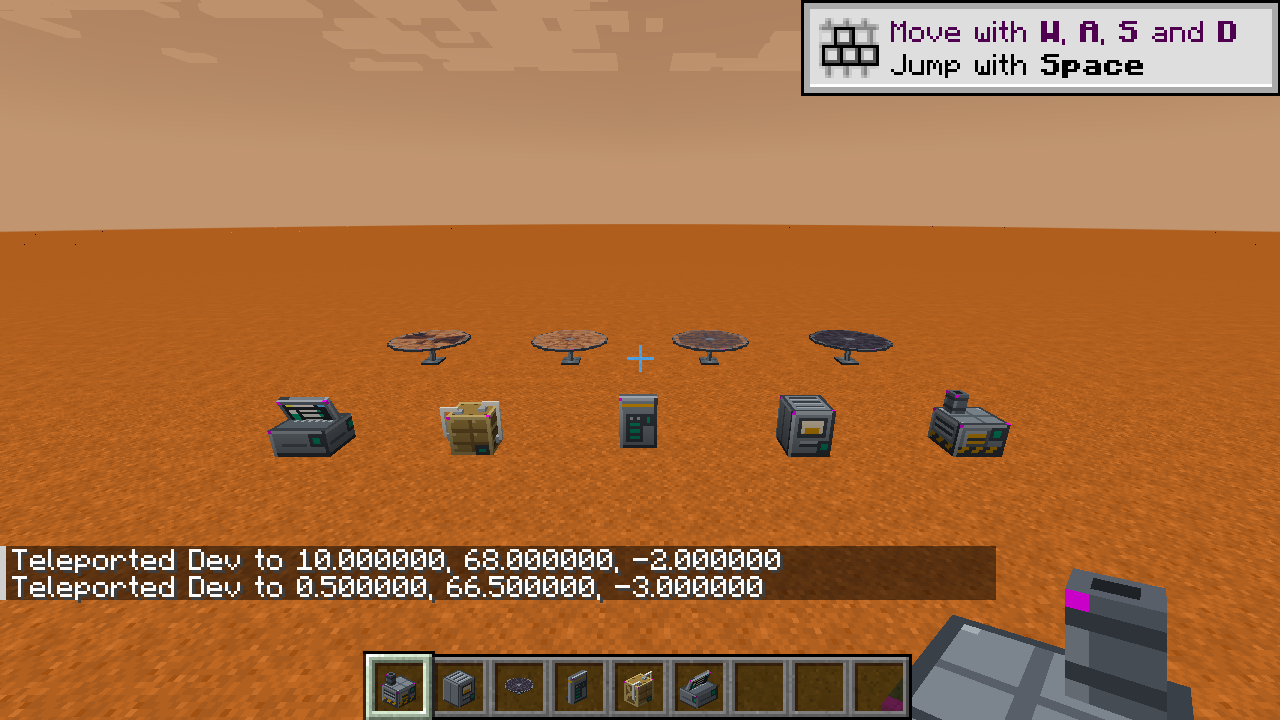 Move with W, A, S and D
Jump with Space
Teleported Dev to 10.000000, 68.000000, -2.000000
Teleported Dev to 0.500000, 66.500000, -3.000000